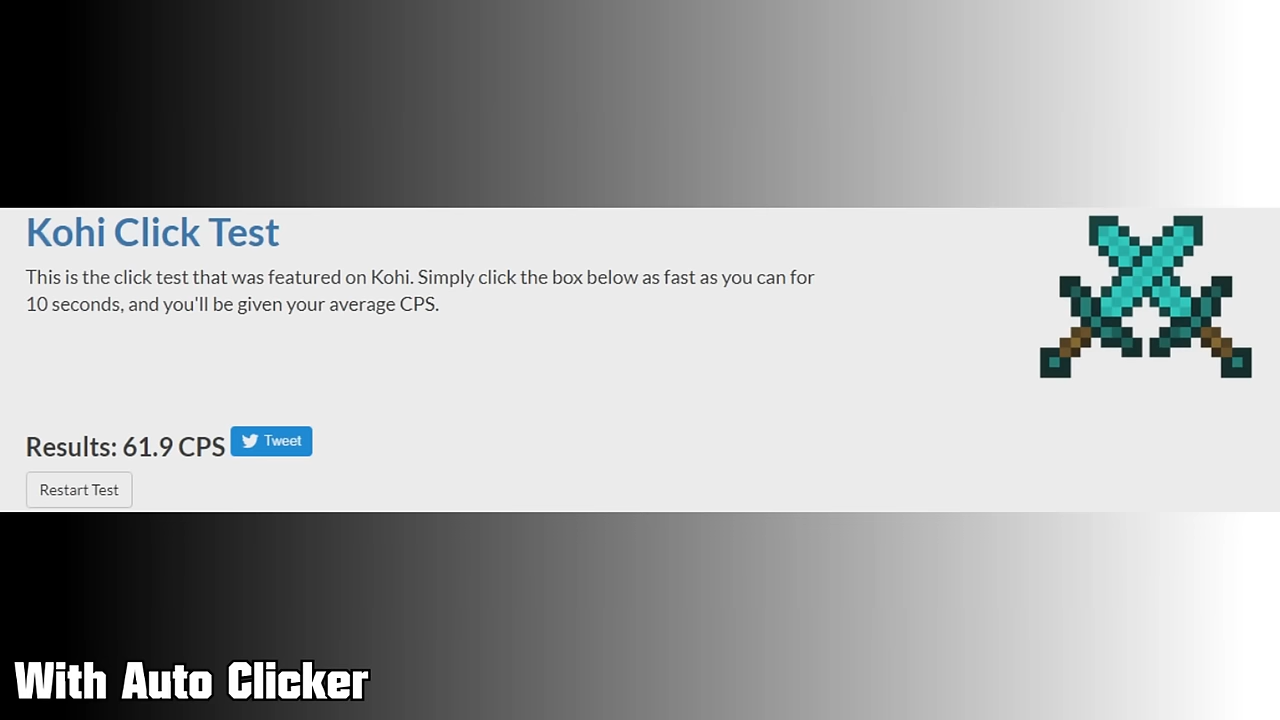 Kohi Click Test
This is the click test that was featured on Kohi. Simply click the box below as fast as you can for
10 seconds, and you'll be given your average CPS.
Results: 61.9 CPS Tweet
Restart Test
With Auto Clicker